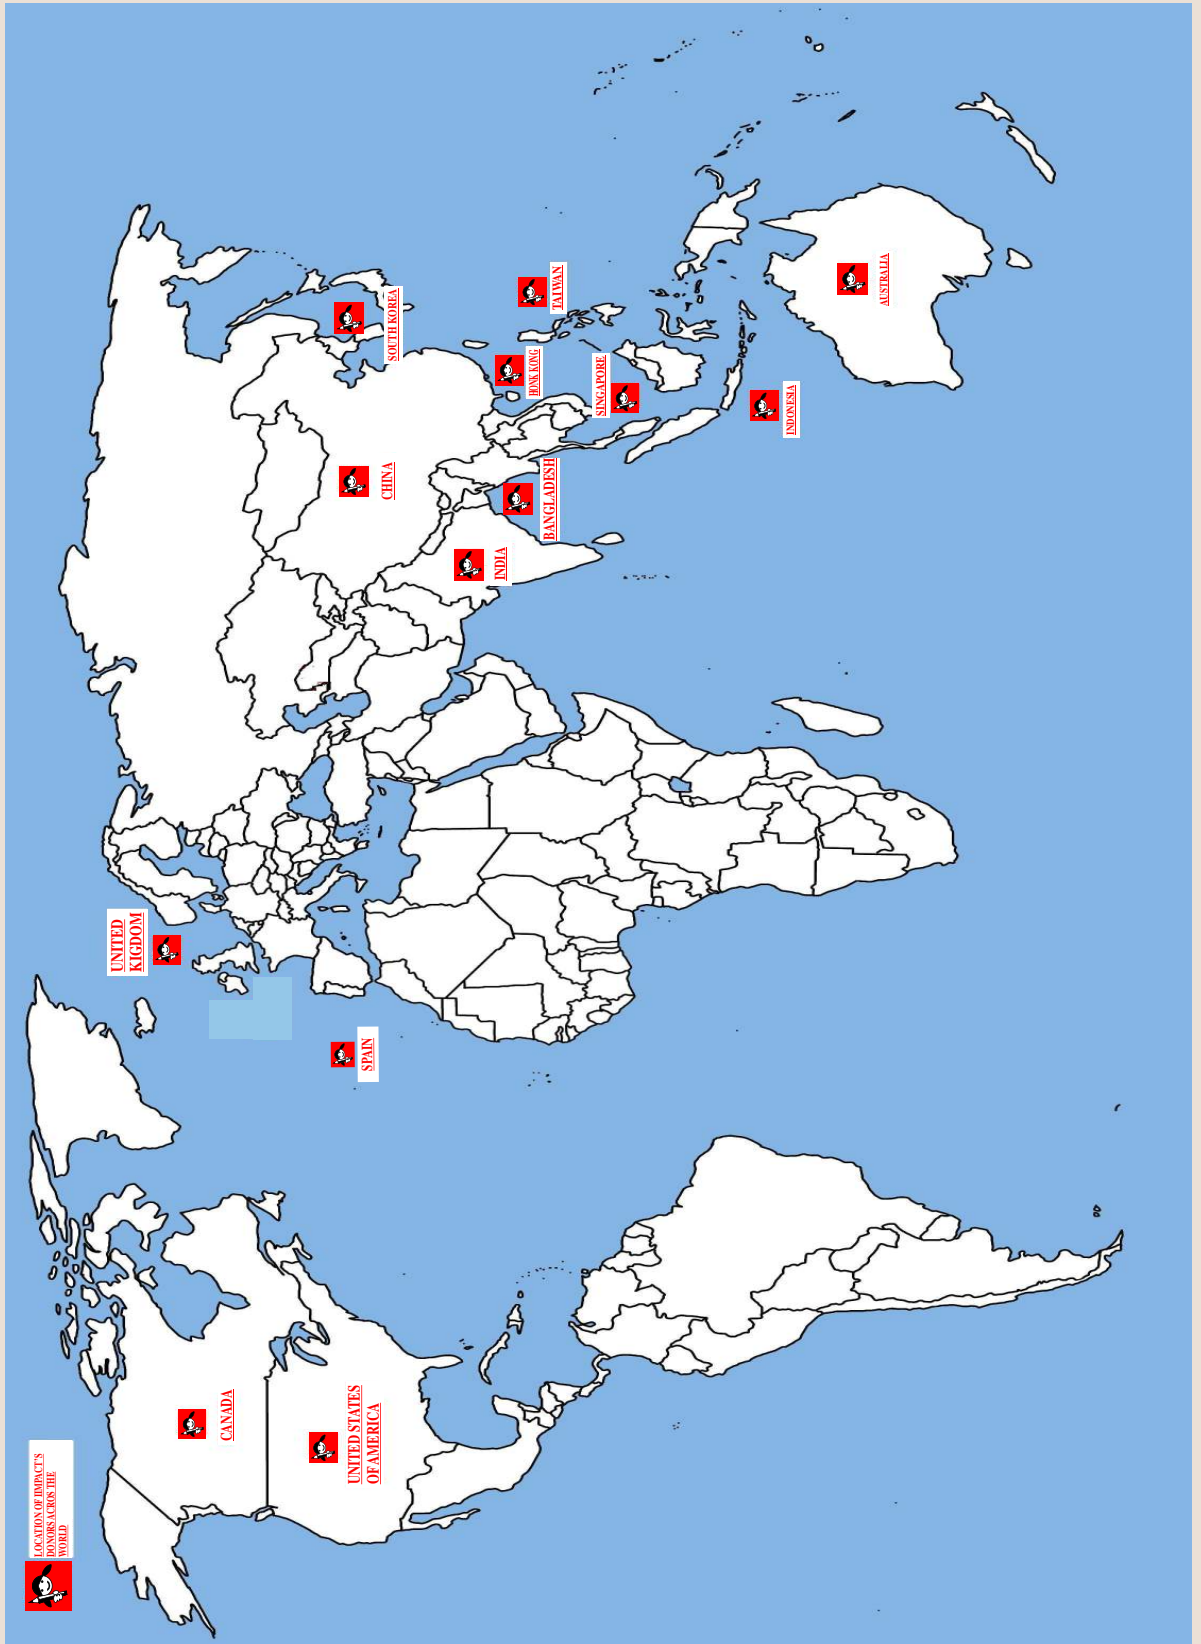 LOCATION OF IIMPACT'S
DONORS ACROS THE
WORLD
CANADA
UNITED STATES
OF AMERICA
UNITED
KIGDOM
SPAIN
CHINA
INDIA
BANGLADESH
SOUTH KOREA
HONK KONG
TAIWAN
SINGAPORE
INDONESIA
AUSTRALIA